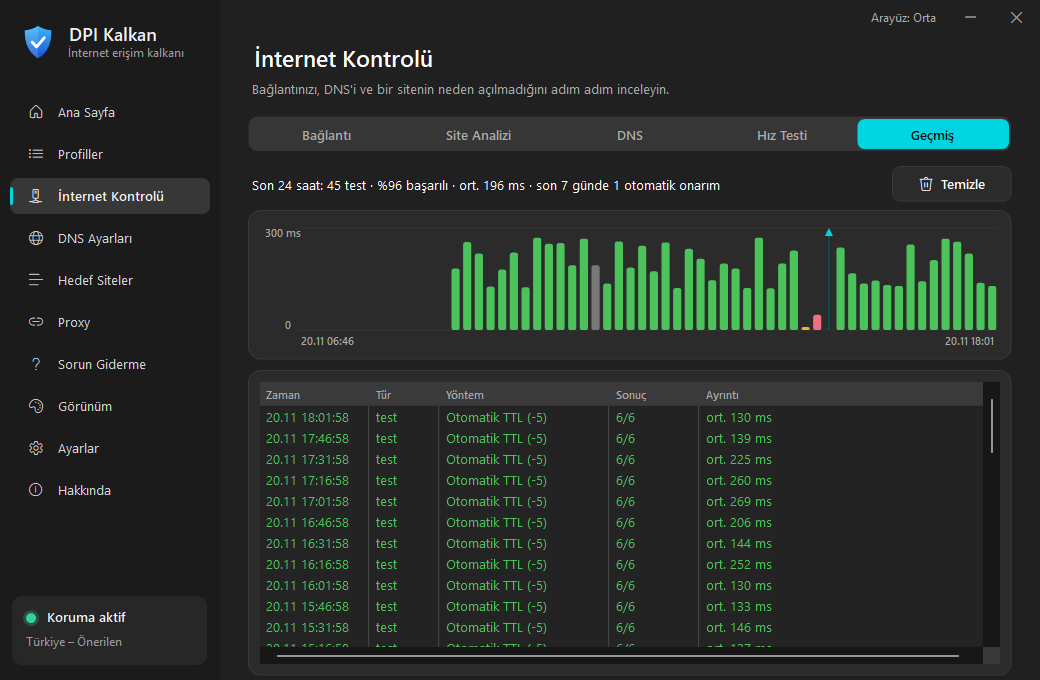 DPI Kalkan
İnternet erişim kalkanı
Ana Sayfa
Profiller
İnternet Kontrolü
DNS Ayarları
Hedef Siteler
Proxy
Sorun Giderme
Görünüm
Ayarlar
Hakkında
Koruma aktif
Türkiye – Önerilen
Arayüz: Orta
İnternet Kontrolü
Bağlantınızı, DNS'i ve bir sitenin neden açılmadığını adım adım inceleyin.
Bağlantı Site Analizi DNS Hız Testi Geçmiş
Son 24 saat: 45 test · %96 başarılı · ort. 196 ms · son 7 günde 1 otomatik onarım
Temizle
300 ms
0
20.11 06:46 20.11 18:01
Zaman Tür Yöntem Sonuç Ayrıntı
20.11 18:01:58 test Otomatik TTL (-5) 6/6 ort. 130 ms
20.11 17:46:58 test Otomatik TTL (-5) 6/6 ort. 139 ms
20.11 17:31:58 test Otomatik TTL (-5) 6/6 ort. 225 ms
20.11 17:16:58 test Otomatik TTL (-5) 6/6 ort. 260 ms
20.11 17:01:58 test Otomatik TTL (-5) 6/6 ort. 269 ms
20.11 16:46:58 test Otomatik TTL (-5) 6/6 ort. 206 ms
20.11 16:31:58 test Otomatik TTL (-5) 6/6 ort. 144 ms
20.11 16:16:58 test Otomatik TTL (-5) 6/6 ort. 252 ms
20.11 16:01:58 test Otomatik TTL (-5) 6/6 ort. 130 ms
20.11 15:46:58 test Otomatik TTL (-5) 6/6 ort. 133 ms
20.11 15:31:58 test Otomatik TTL (-5) 6/6 ort. 146 ms